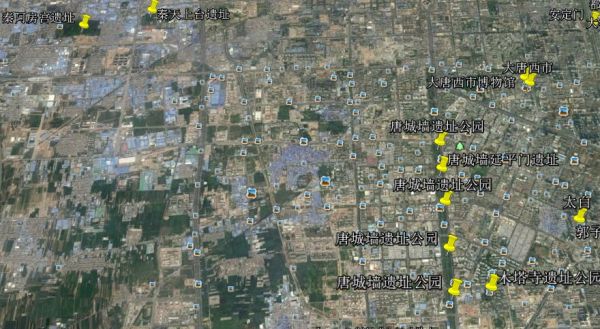 秦阿房宫遗址
秦天上台遗址
安定门
大唐西市
大唐西市博物馆
唐城墙遗址公园
唐城墙延平门遗址
唐城墙遗址公园
太白
唐城墙遗址公园
木塔寺遗址公园
唐城墙遗址公园